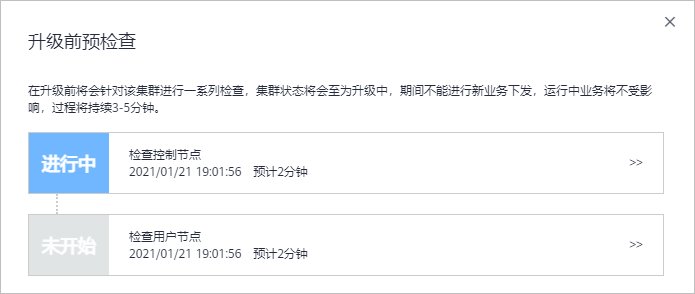 升级前预检查
在升级前将会针对该集群进行一系列检查，集群状态将会至为升级中，期间不能进行新业务下发，运行中业务将不受影
响，过程将持续3-5分钟。
进行中
检查控制节点
2021/01/21 19:01:56 预计2分钟
>>
未开始
检查用户节点
2021/01/21 19:01:56 预计2分钟
>>